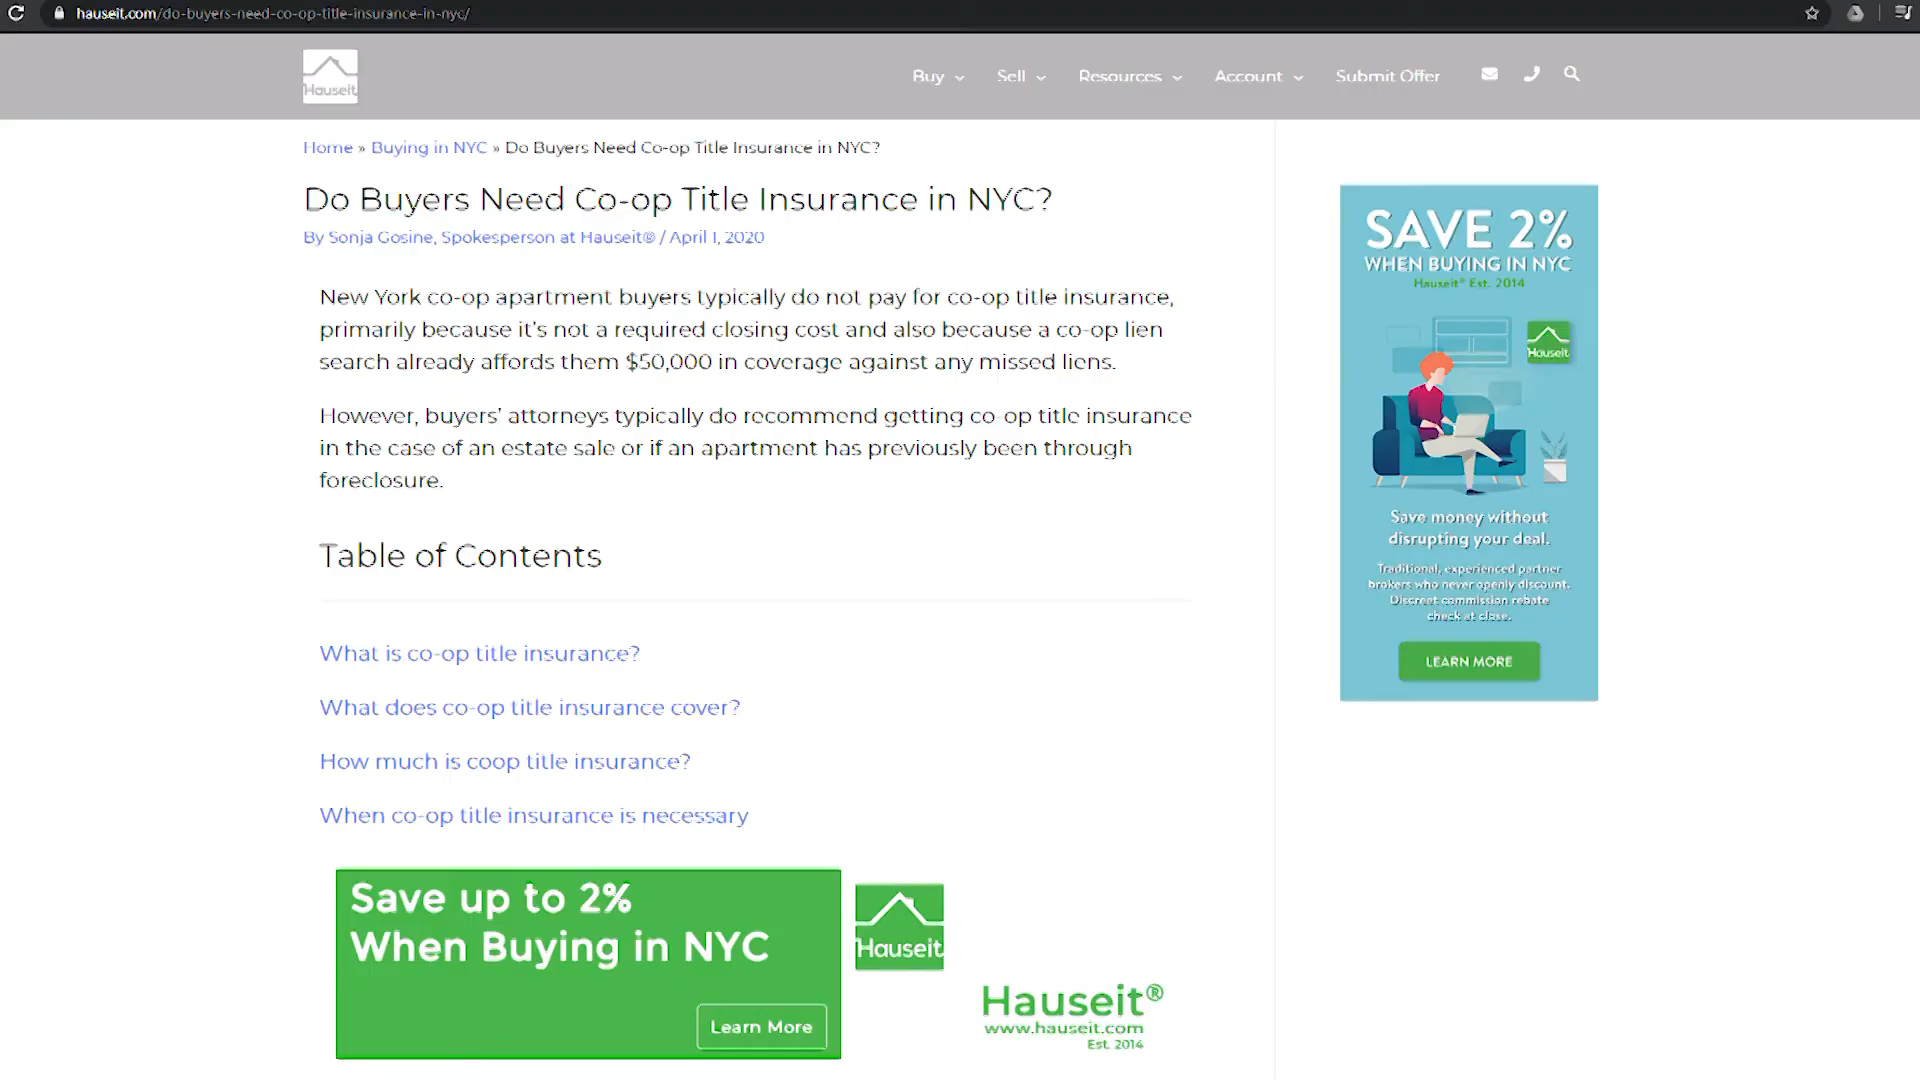 hauseit.com/do-buyers-need-co-op-title-insurance-in-nyc/
Hauseit
Buy
Sell
Resources
Account
Submit Offer
Home » Buying in NYC » Do Buyers Need Co-op Title Insurance in NYC?
Do Buyers Need Co-op Title Insurance in NYC?
By Sonja Gosine, Spokesperson at Hauseit® / April 1, 2020
New York co-op apartment buyers typically do not pay for co-op title insurance,
primarily because it's not a required closing cost and also because a co-op lien
search already affords them $50,000 in coverage against any missed liens.
However, buyers' attorneys typically do recommend getting co-op title insurance
in the case of an estate sale or if an apartment has previously been through
foreclosure.
Table of Contents
What is co-op title insurance?
What does co-op title insurance cover?
How much is coop title insurance?
When co-op title insurance is necessary
Save up to 2%
When Buying in NYC
Learn More
Hauseit
Hauseit®
www.hauseit.com
Est. 2014
SAVE 2%
WHEN BUYING IN NYC
Hauseit® Est. 2014
Hauseit
Save money without
disrupting your deal.
Traditional, experienced partner
brokers who never openly discount.
Discreet commission rebate
check at close.
LEARN MORE